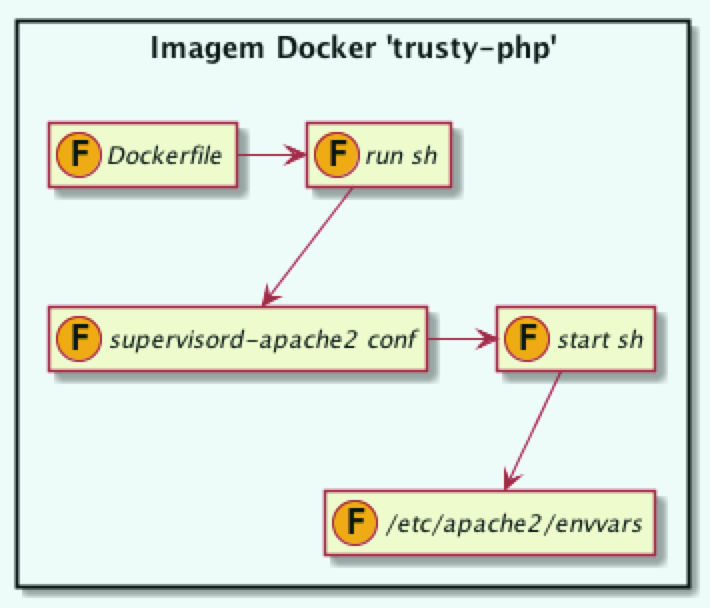 Imagem Docker 'trusty-php'
F Dockerfile
F run sh
F supervisord-apache2 conf
F start sh
F /etc/apache2/envvars